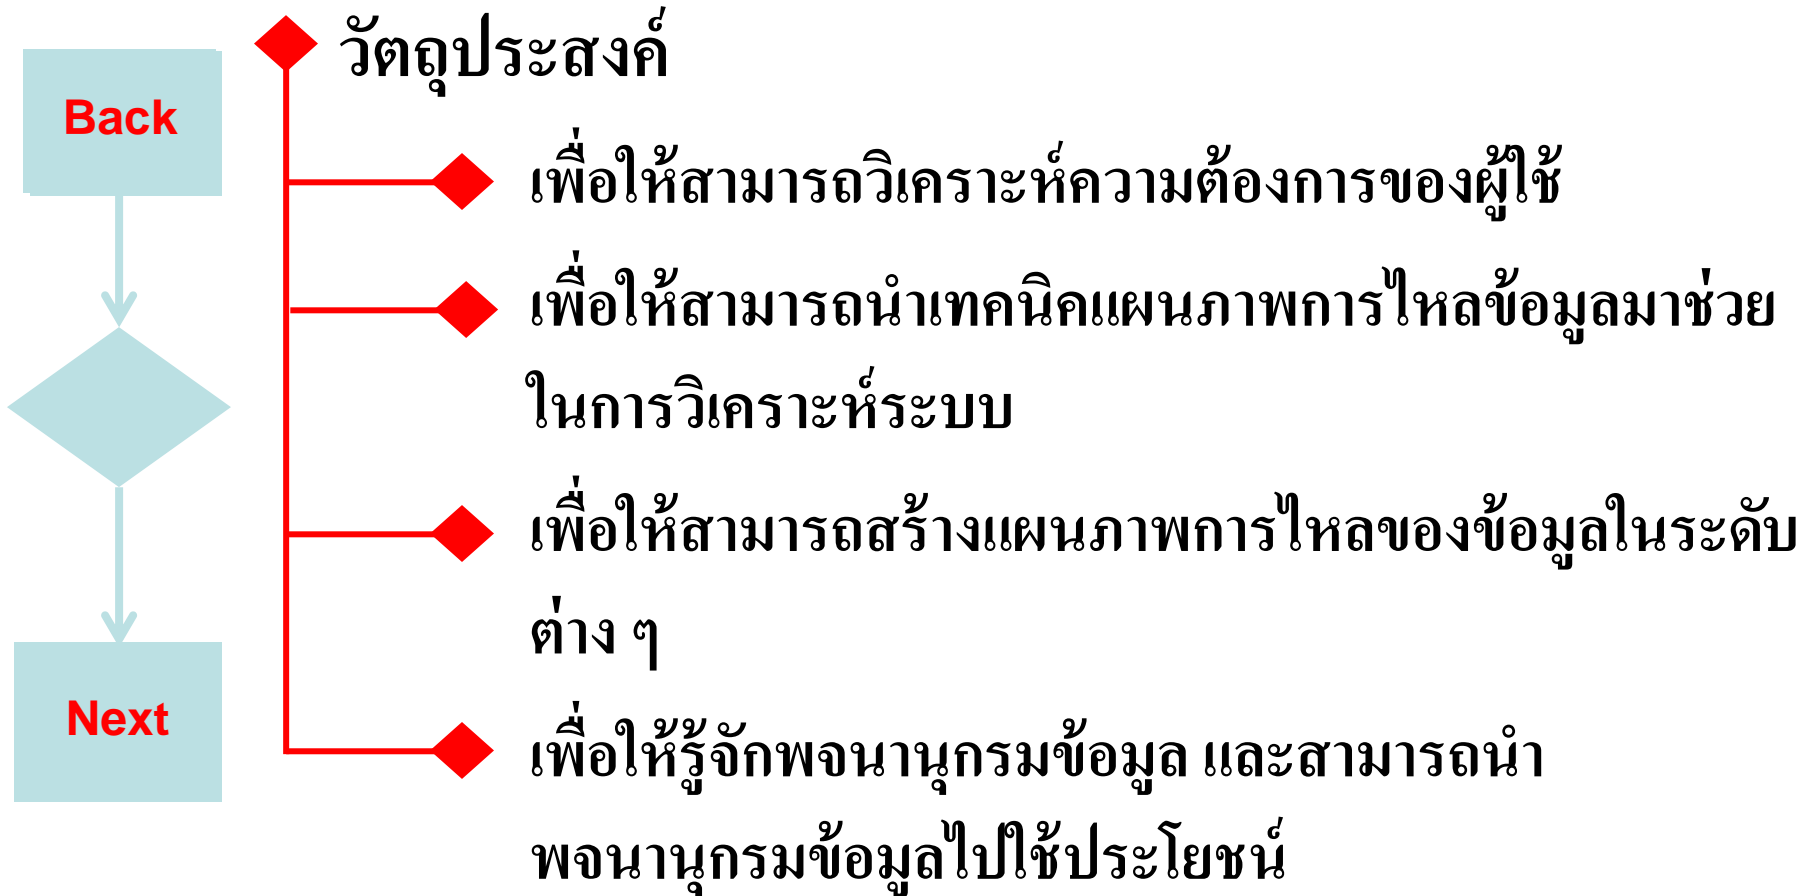 วัตถุประสงค์
Back
เพื่อให้สามารถวิเคราะห์ความต้องการของผู้ใช้
เพื่อให้สามารถนำเทคนิคแผนภาพการไหลข้อมูลมาช่วย
ในการวิเคราะห์ระบบ
เพื่อให้สามารถสร้างแผนภาพการไหลของข้อมูลในระดับ
ต่าง ๆ
Next
เพื่อให้รู้จักพจนานุกรมข้อมูล และสามารถนำ
พจนานุกรมข้อมูลไปใช้ประโยชน์